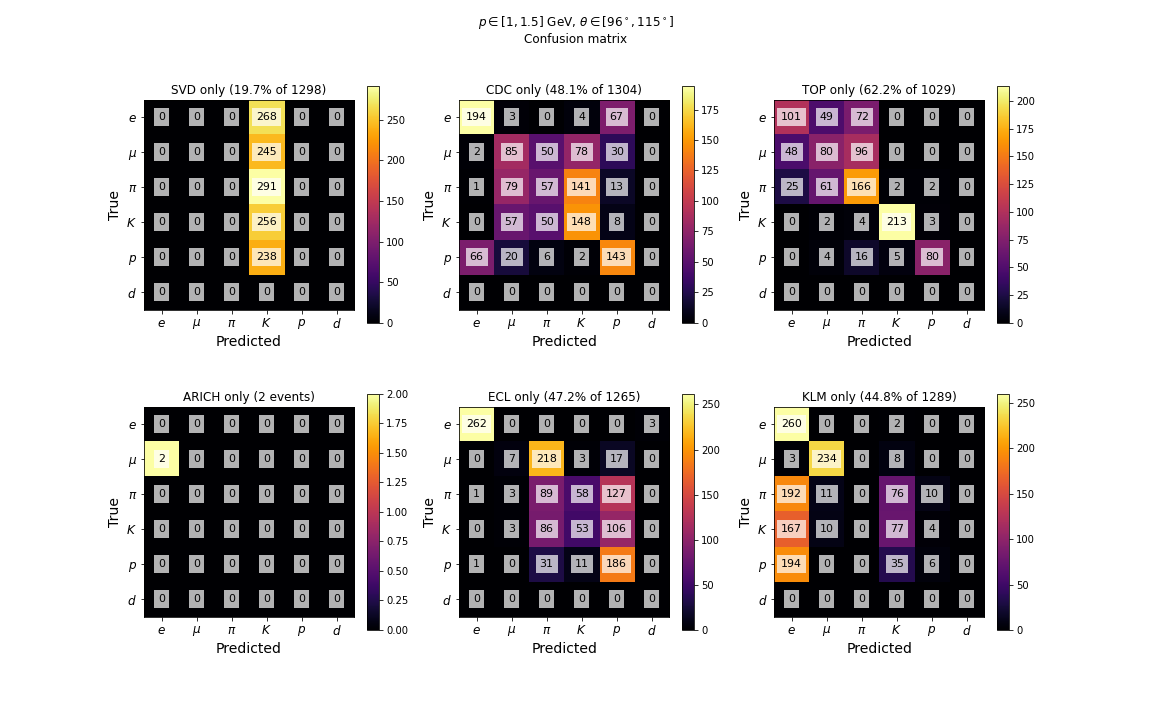 p ∈ [1, 1.5] GeV, θ ∈ [96°, 115°]
Confusion matrix
SVD only (19.7% of 1298)
e 0 0 0 268 0 0
μ 0 0 0 245 0 0
π 0 0 0 291 0 0
K 0 0 0 256 0 0
p 0 0 0 238 0 0
d 0 0 0 0 0 0
e μ π K p d
True
Predicted
250
200
150
100
50
0
CDC only (48.1% of 1304)
e 194 3 0 4 67 0
μ 2 85 50 78 30 0
π 1 79 57 141 13 0
K 0 57 50 148 8 0
p 66 20 6 2 143 0
d 0 0 0 0 0 0
e μ π K p d
True
Predicted
175
150
125
100
75
50
25
0
TOP only (62.2% of 1029)
e 101 49 72 0 0 0
μ 48 80 96 0 0 0
π 25 61 166 2 2 0
K 0 2 4 213 3 0
p 0 4 16 5 80 0
d 0 0 0 0 0 0
e μ π K p d
True
Predicted
200
175
150
125
100
75
50
25
0
ARICH only (2 events)
e 0 0 0 0 0 0
μ 2 0 0 0 0 0
π 0 0 0 0 0 0
K 0 0 0 0 0 0
p 0 0 0 0 0 0
d 0 0 0 0 0 0
e μ π K p d
True
Predicted
2.00
1.75
1.50
1.25
1.00
0.75
0.50
0.25
0.00
ECL only (47.2% of 1265)
e 262 0 0 0 0 3
μ 0 7 218 3 17 0
π 1 3 89 58 127 0
K 0 3 86 53 106 0
p 1 0 31 11 186 0
d 0 0 0 0 0 0
e μ π K p d
True
Predicted
250
200
150
100
50
0
KLM only (44.8% of 1289)
e 260 0 0 2 0 0
μ 3 234 0 8 0 0
π 192 11 0 76 10 0
K 167 10 0 77 4 0
p 194 0 0 35 6 0
d 0 0 0 0 0 0
e μ π K p d
True
Predicted
250
200
150
100
50
0